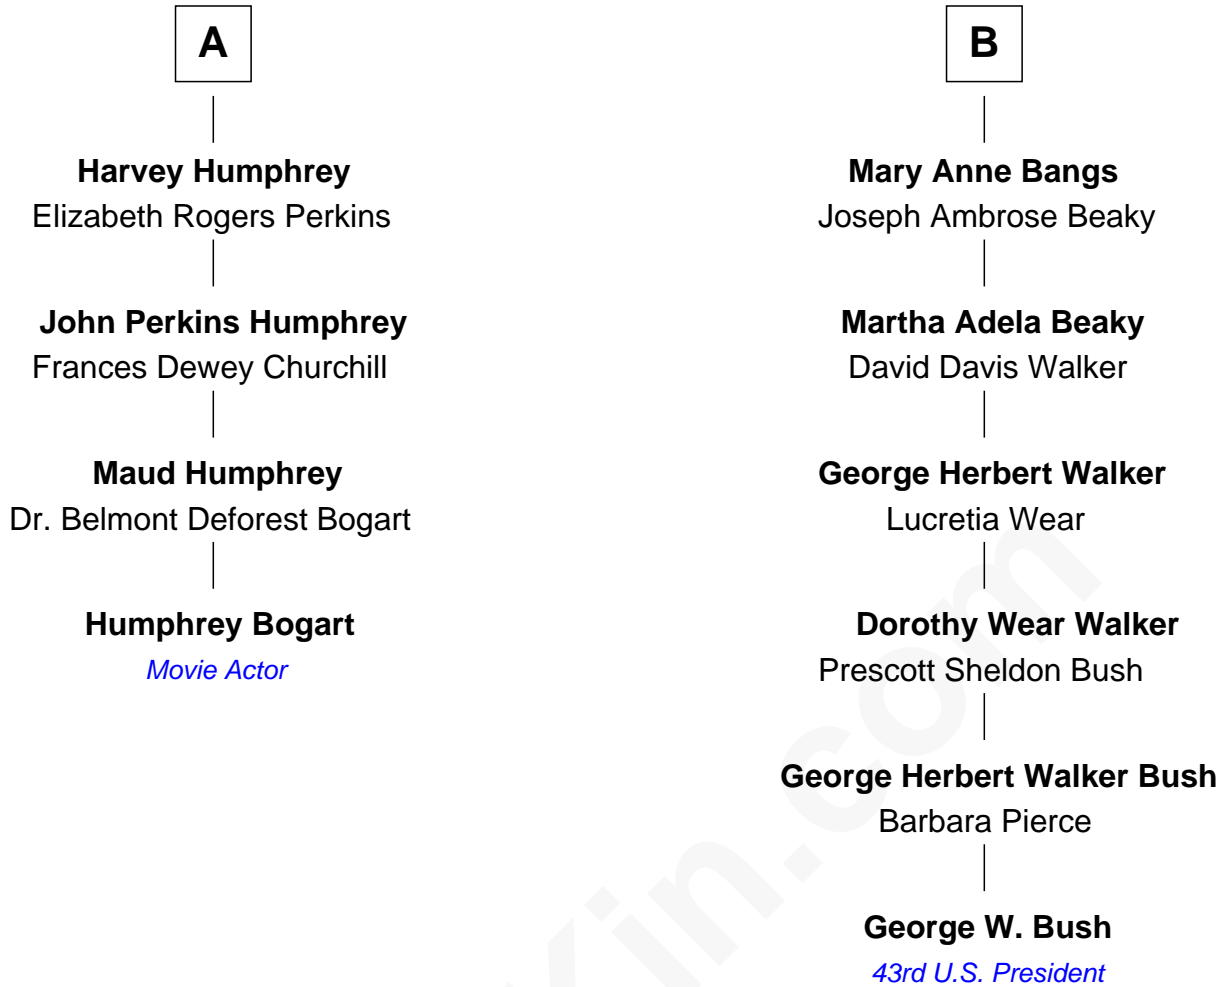 A
Harvey Humphrey
Elizabeth Rogers Perkins
John Perkins Humphrey
Frances Dewey Churchill
Maud Humphrey
Dr. Belmont Deforest Bogart
Humphrey Bogart
Movie Actor
B
Mary Anne Bangs
Joseph Ambrose Beaky
Martha Adela Beaky
David Davis Walker
George Herbert Walker
Lucretia Wear
Dorothy Wear Walker
Prescott Sheldon Bush
George Herbert Walker Bush
Barbara Pierce
George W. Bush
43rd U.S. President
Kin.com